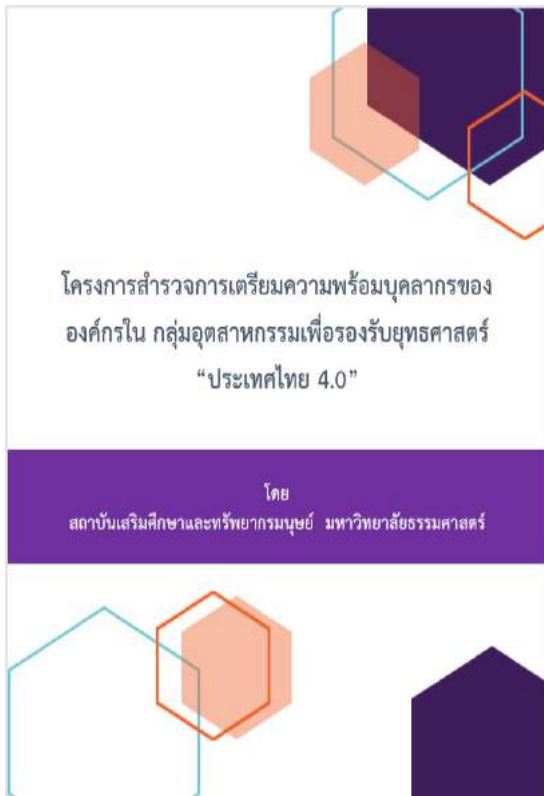 โครงการสำรวจการเตรียมความพร้อมบุคลากรของ
องค์กรใน กลุ่มอุตสาหกรรมเพื่อรองรับยุทธศาสตร์
“ประเทศไทย 4.0”
โดย
สถาบันเสริมศึกษาและทรัพยากรมนุษย์ มหาวิทยาลัยธรรมศาสตร์